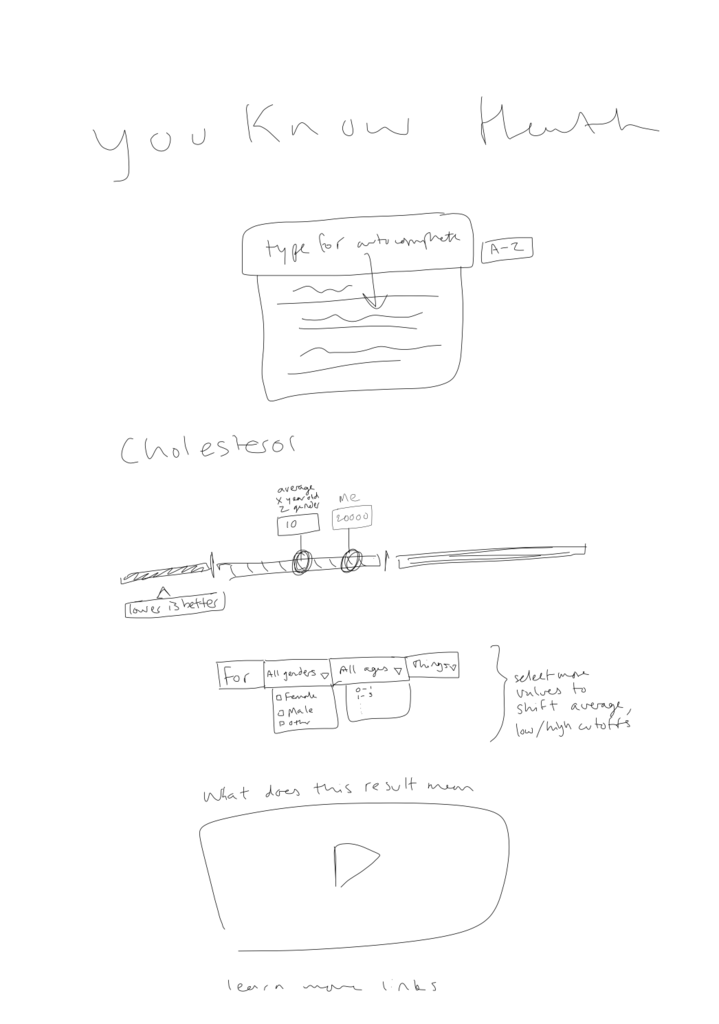 you Know Health
type for autocomplete
A-Z
Cholesterol
average
x year old
z gender
10
Me
20000
lower is better
For
All genders
All ages
things
Female
Male
other
0-1
1-3
select more
values to
shift average,
low/high cutoffs
What does this result mean
learn more links